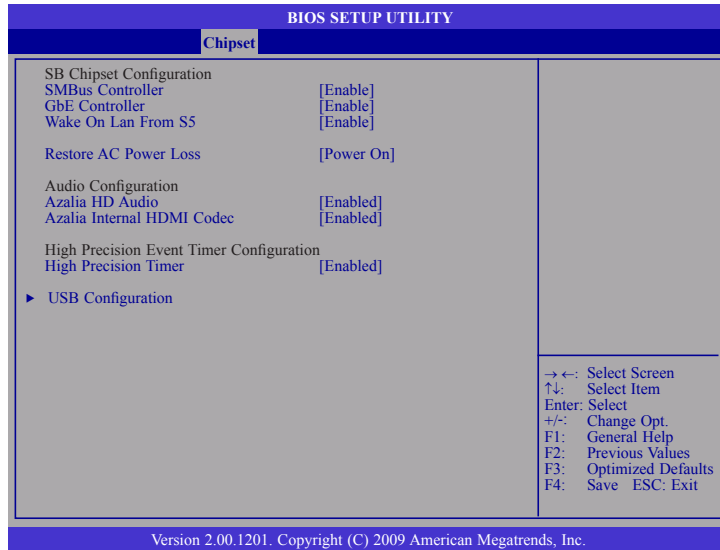 BIOS SETUP UTILITY
Chipset
SB Chipset Configuration
SMBus Controller [Enable]
GbE Controller [Enable]
Wake On Lan From S5 [Enable]
Restore AC Power Loss [Power On]
Audio Configuration
Azalia HD Audio [Enabled]
Azalia Internal HDMI Codec [Enabled]
High Precision Event Timer Configuration
High Precision Timer [Enabled]
► USB Configuration
→ ←: Select Screen
↑↓: Select Item
Enter: Select
+/-: Change Opt.
F1: General Help
F2: Previous Values
F3: Optimized Defaults
F4: Save ESC: Exit
Version 2.00.1201. Copyright (C) 2009 American Megatrends, Inc.